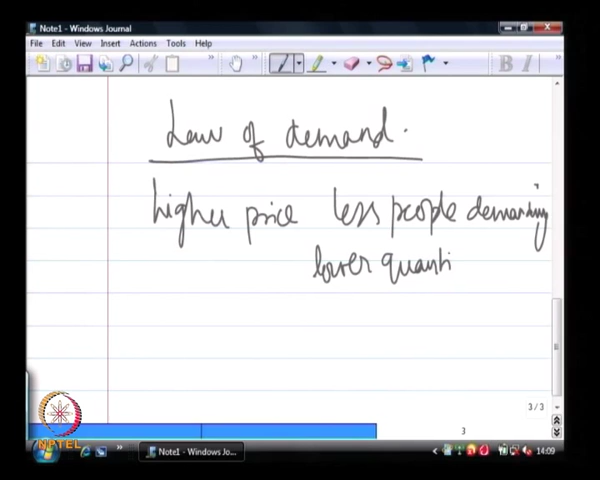 Note1 - Windows Journal
File Edit View Insert Actions Tools Help
B I
Law of demand.
higher price less people demanding
lower quanti
3/3
3
NPTEL
Note1 - Windows Jo...
14:09